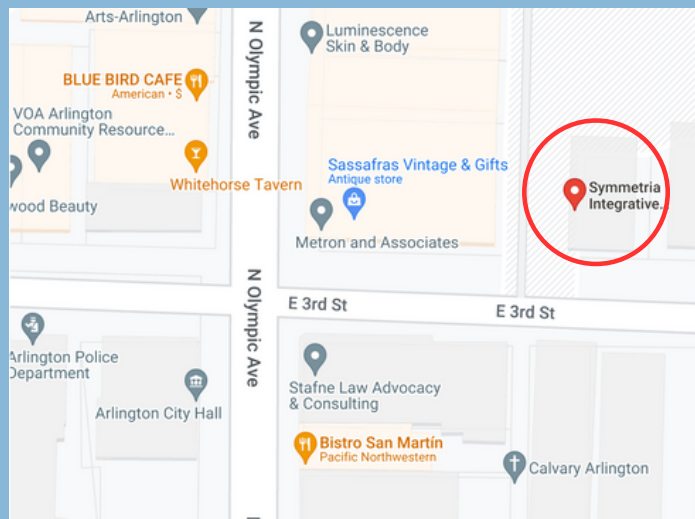 Arts-Arlington
BLUE BIRD CAFE
American • $
VOA Arlington
Community Resource...
Whitehorse Tavern
wood Beauty
N Olympic Ave
Luminescence
Skin & Body
Sassafras Vintage & Gifts
Antique store
Metron and Associates
Symmetria
Integrative...
E 3rd St
E 3rd St
N Olympic Ave
Arlington Police
Department
Arlington City Hall
Stafne Law Advocacy
& Consulting
Bistro San Martín
Pacific Northwestern
Calvary Arlington